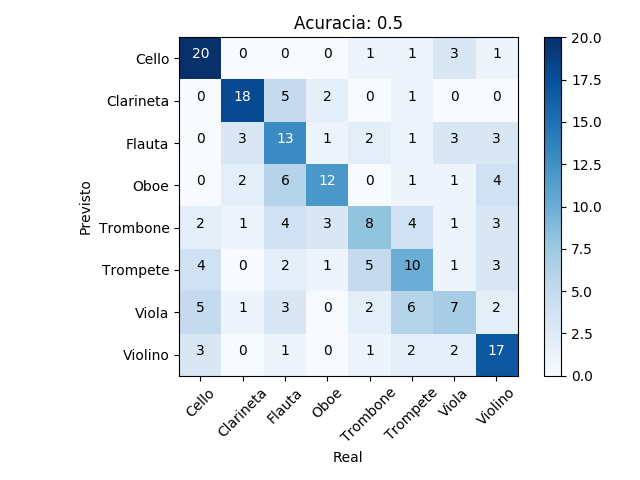 Acuracia: 0.5
Previsto
Cello 20 0 0 0 1 1 3 1
Clarineta 0 18 5 2 0 1 0 0
Flauta 0 3 13 1 2 1 3 3
Oboe 0 2 6 12 0 1 1 4
Trombone 2 1 4 3 8 4 1 3
Trompete 4 0 2 1 5 10 1 3
Viola 5 1 3 0 2 6 7 2
Violino 3 0 1 0 1 2 2 17
Cello Clarineta Flauta Oboe Trombone Trompete Viola Violino
Real
20.0
17.5
15.0
12.5
10.0
7.5
5.0
2.5
0.0